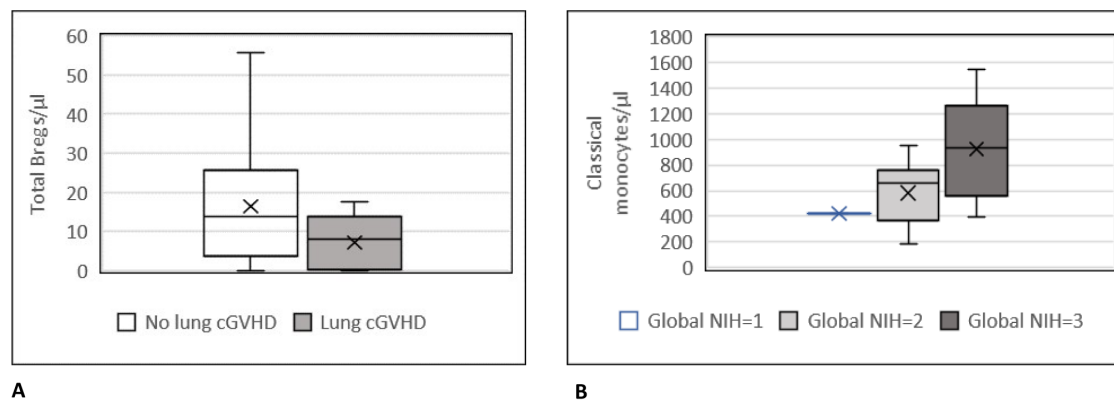 Total Bregs/µl
60
50
40
30
20
10
0
No lung cGVHD Lung cGVHD
A
Classical
monocytes/µl
1800
1600
1400
1200
1000
800
600
400
200
0
Global NIH=1 Global NIH=2 Global NIH=3
B